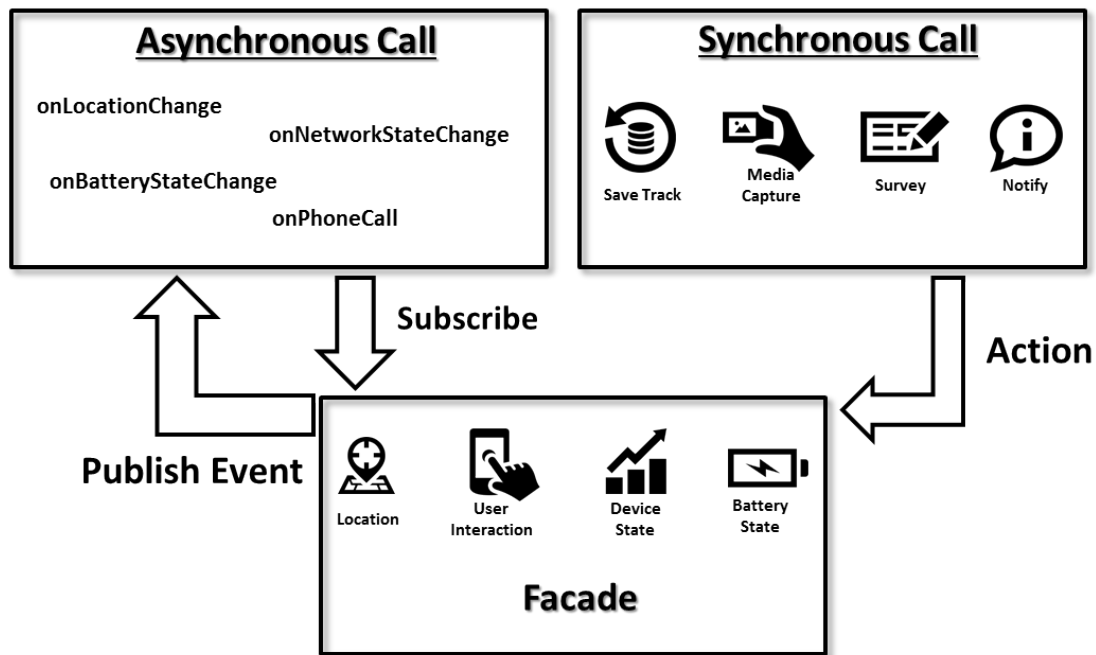 Asynchronous Call
onLocationChange
onNetworkStateChange
onBatteryStateChange
onPhoneCall
Synchronous Call
Save Track
Media
Capture
Survey
Notify
Subscribe
Action
Publish Event
Location
User
Interaction
Device
State
Battery
State
Facade